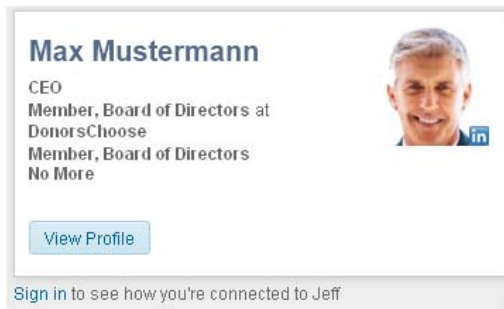 Max Mustermann
CEO
Member, Board of Directors at
DonorsChoose
Member, Board of Directors
No More
in
View Profile
Sign in to see how you're connected to Jeff